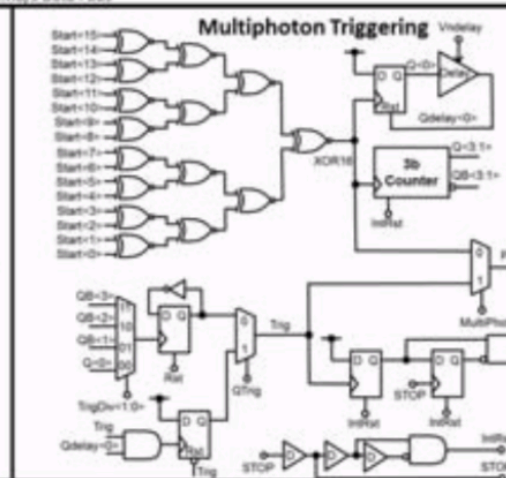 Multiphoton Triggering
Start<15>
Start<14>
Start<13>
Start<12>
Start<11>
Start<10>
Start<9>
Start<8>
Start<7>
Start<6>
Start<5>
Start<4>
Start<3>
Start<2>
Start<1>
Start<0>
XOR16
Vndelay
D Q
Q<0>
Delay
Rst
Qdelay<0>
3b
Counter
Q<3:1>
QB<3:1>
IntRst
0
1
MultiPho
QB<3>
QB<2>
QB<1>
Q<0>
11
10
01
00
TrigDiv<1:0>
D Q
Rst
0
1
QTrig
Trig
D Q
IntRst
D Q
STOP
IntRst
Trig
Qdelay<0>
D Q
Rst
Trig
STOP
D
D
D
IntR
STO